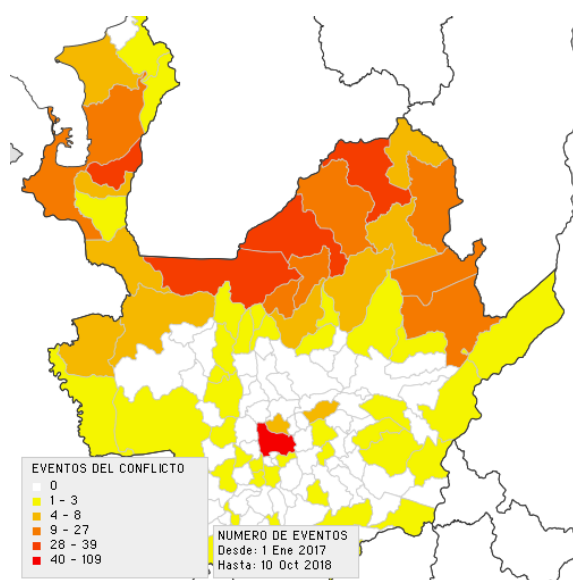 EVENTOS DEL CONFLICTO
0
1 - 3
4 - 8
9 - 27
28 - 39
40 - 109
NUMERO DE EVENTOS
Desde: 1 Ene 2017
Hasta: 10 Oct 2018